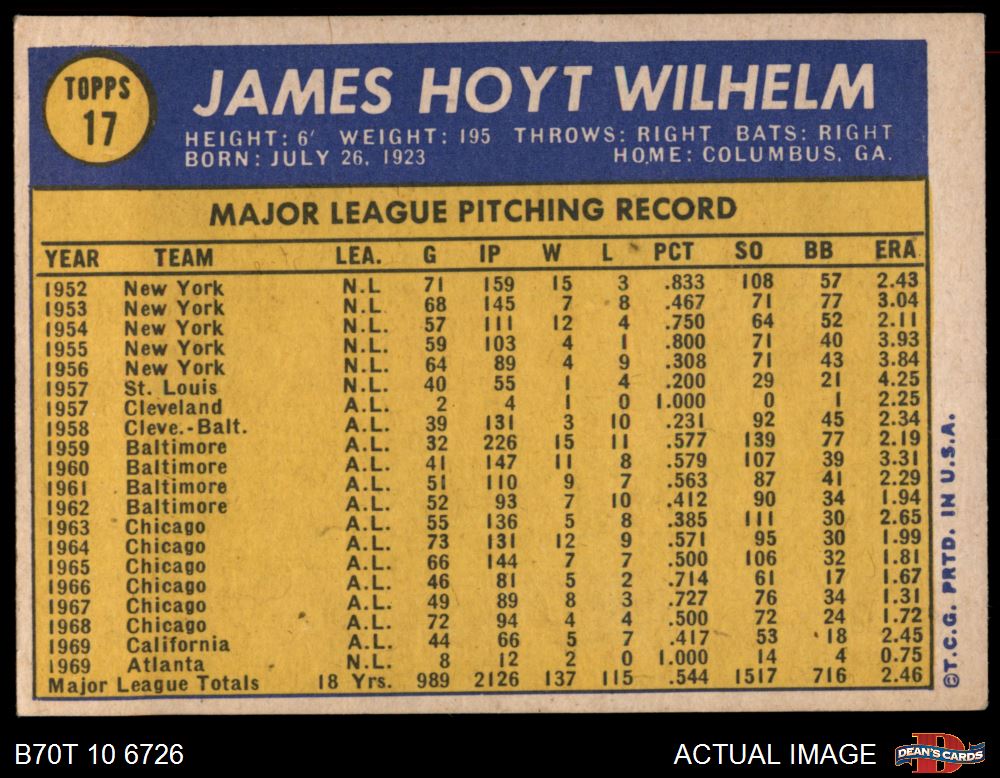 TOPPS
17
JAMES HOYT WILHELM
HEIGHT: 6' WEIGHT: 195 THROWS: RIGHT BATS: RIGHT
BORN: JULY 26, 1923 HOME: COLUMBUS, GA.
MAJOR LEAGUE PITCHING RECORD
YEAR TEAM LEA. G IP W L PCT SO BB ERA
1952 New York N.L 71 159 15 3 .833 108 57 2.43
1953 New York N.L. 68 145 7 8 .467 71 77 3.04
1954 New York N.L. 57 111 12 4 .750 64 52 2.11
1955 New York N.L. 59 103 4 1 .800 71 40 3.93
1956 New York N.L. 64 89 4 9 .308 71 43 3.84
1957 St. Louis N.L. 40 55 1 4 .200 29 21 4.25
1957 Cleveland A.L. 2 4 1 0 1.000 0 1 2.25
1958 Cleve.-Balt. A.L. 39 131 3 10 .231 92 45 2.34
1959 Baltimore A.L. 32 226 15 11 .577 139 77 2.19
1960 Baltimore A.L. 41 147 11 8 .579 107 39 3.31
1961 Baltimore A.L. 51 110 9 7 .563 87 41 2.29
1962 Baltimore A.L. 52 93 7 10 .412 90 34 1.94
1963 Chicago A.L. 55 136 5 8 .385 111 30 2.65
1964 Chicago A.L. 73 131 12 9 .571 95 30 1.99
1965 Chicago A.L. 66 144 7 7 .500 106 32 1.81
1966 Chicago A.L. 46 81 5 2 .714 61 17 1.67
1967 Chicago A.L. 49 89 8 3 .727 76 34 1.31
1968 Chicago A.L. 72 94 4 4 .500 72 24 1.72
1969 California A.L. 44 66 5 7 .417 53 18 2.45
1969 Atlanta N.L. 8 12 2 0 1.000 14 4 0.75
Major League Totals 18 Yrs. 989 2126 137 115 .544 1517 716 2.46
©T.C.G. PRTD. IN U.S.A.
B70T 10 6726 ACTUAL IMAGE
D
DEAN'S CARDS